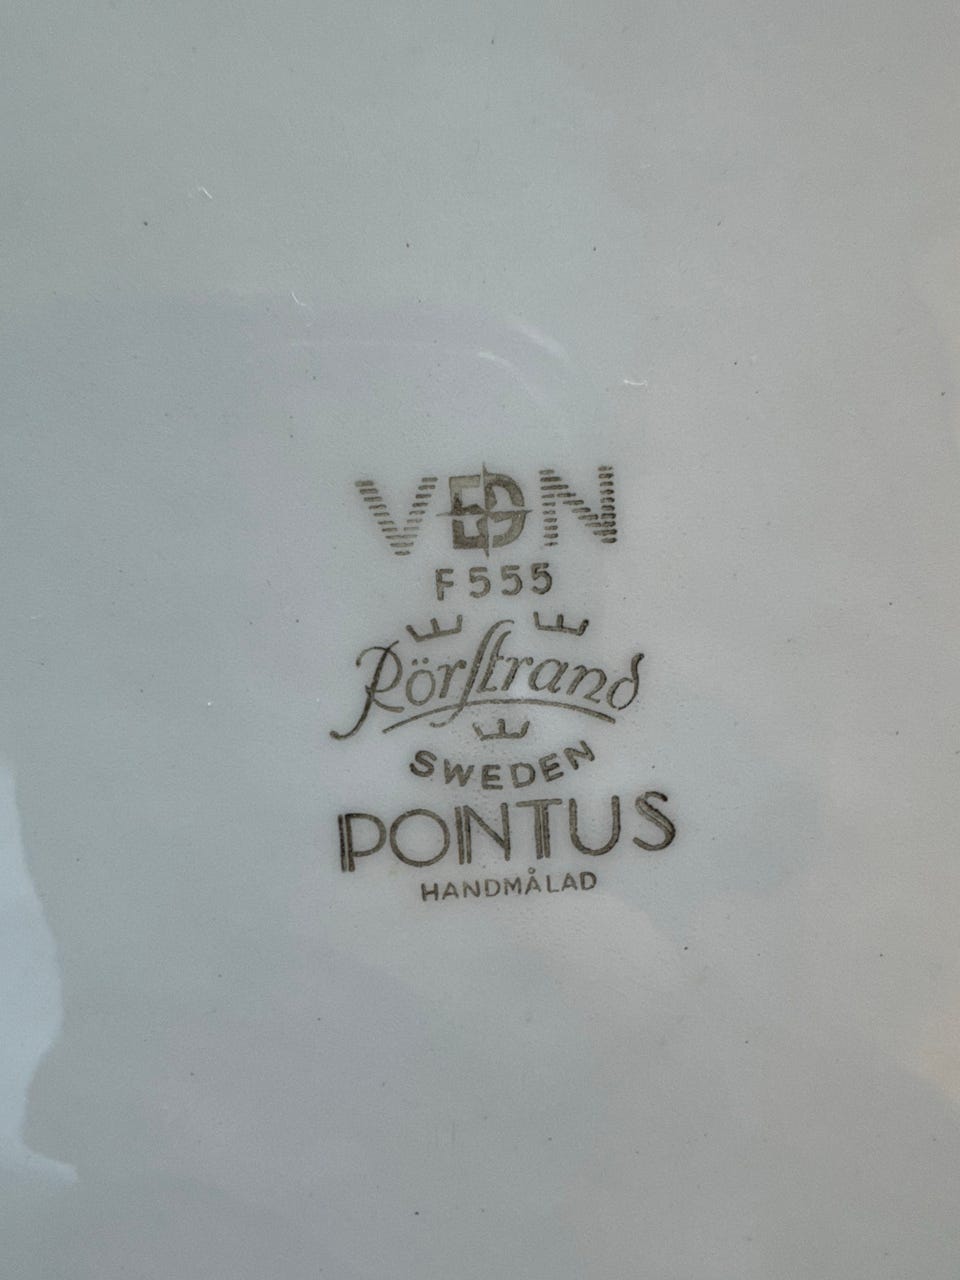 VDN
F555
Rörstrand
SWEDEN
PONTUS
HANDMÅLAD